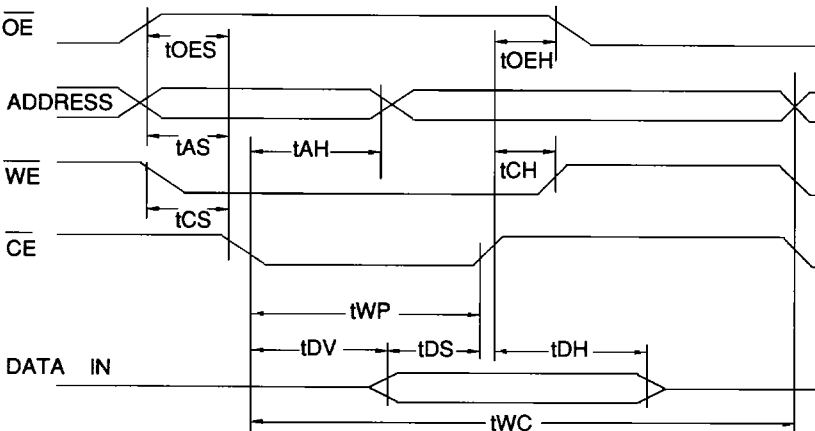 OE
tOES
tOEH
ADDRESS
tAS
tAH
tCH
WE
tCS
CE
tWP
tDV
tDS
tDH
DATA IN
tWC